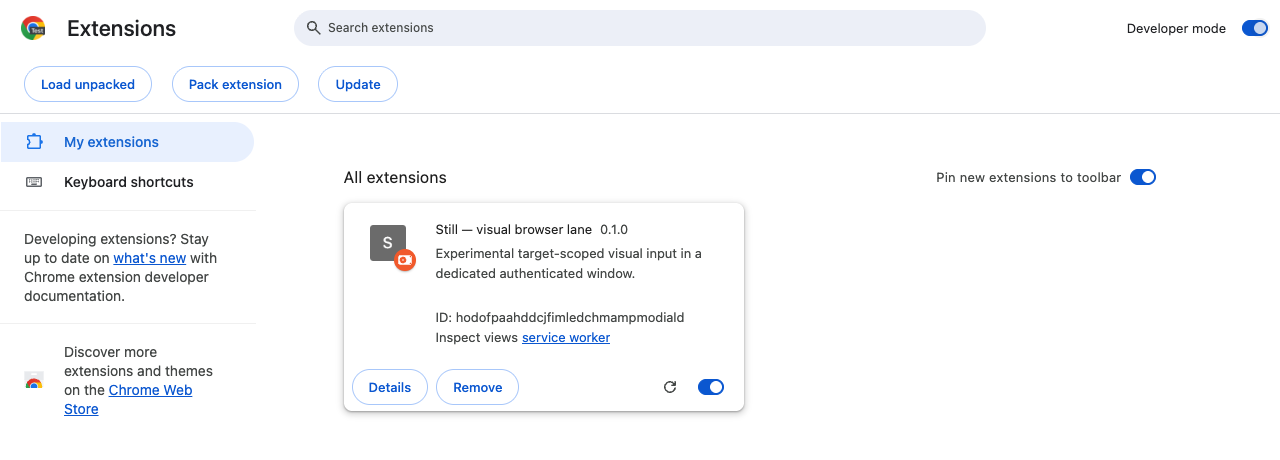 Test
Extensions
Search extensions
Developer mode
Load unpacked
Pack extension
Update
My extensions
Keyboard shortcuts
Developing extensions? Stay
up to date on what's new with
Chrome extension developer
documentation.
Discover more
extensions and themes
on the Chrome Web
Store
All extensions
Pin new extensions to toolbar
S
Still — visual browser lane 0.1.0
Experimental target-scoped visual input in a
dedicated authenticated window.
ID: hodofpaahddcjfimledchmampmodiald
Inspect views service worker
Details
Remove